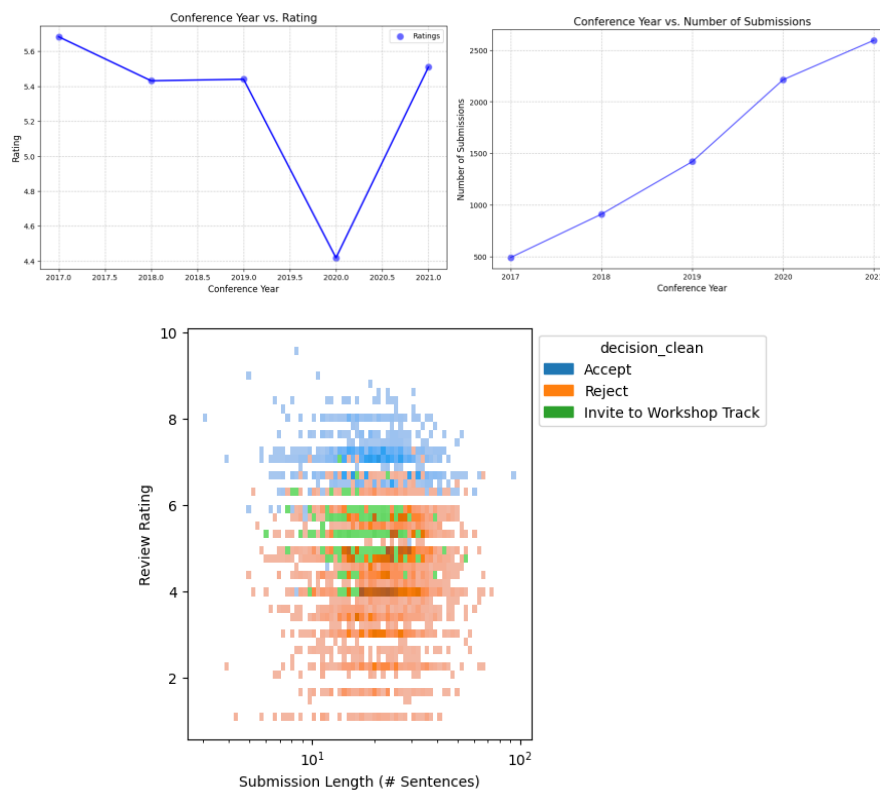 Conference Year vs. Rating
Ratings
5.6
5.4
5.2
5.0
4.8
4.6
4.4
Rating
2017.0 2017.5 2018.0 2018.5 2019.0 2019.5 2020.0 2020.5 2021.0
Conference Year
Conference Year vs. Number of Submissions
2500
2000
1500
1000
500
Number of Submissions
2017 2018 2019 2020 2021
Conference Year
10
8
6
4
2
Review Rating
10¹ 10²
Submission Length (# Sentences)
decision_clean
Accept
Reject
Invite to Workshop Track